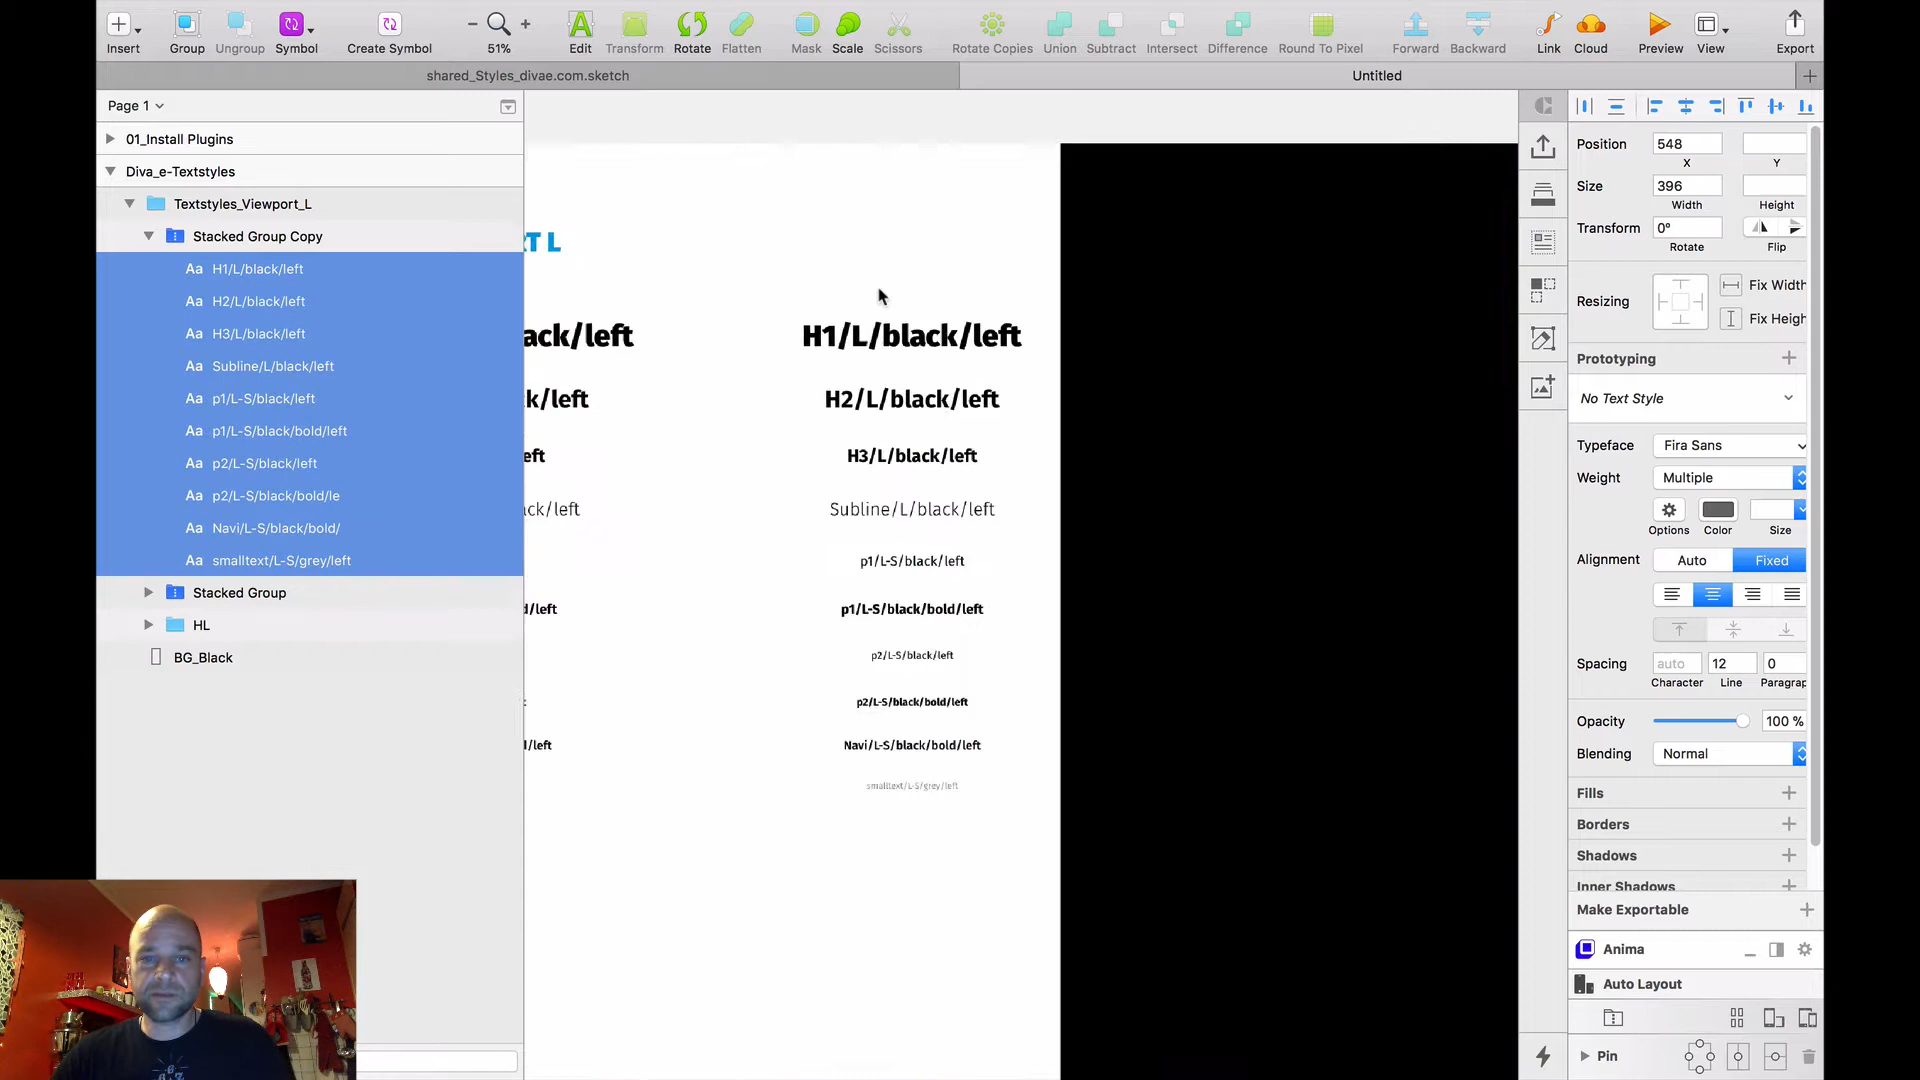 Insert
Group
Ungroup
Symbol
Create Symbol
51%
Edit
Transform
Rotate
Flatten
Mask
Scale
Scissors
Rotate Copies
Union
Subtract
Intersect
Difference
Round To Pixel
Forward
Backward
Link
Cloud
Preview
View
Export
shared_Styles_divae.com.sketch
Untitled
Page 1
01_Install Plugins
Diva_e-Textstyles
Textstyles_Viewport_L
Stacked Group Copy
Aa H1/L/black/left
Aa H2/L/black/left
Aa H3/L/black/left
Aa Subline/L/black/left
Aa p1/L-S/black/left
Aa p1/L-S/black/bold/left
Aa p2/L-S/black/left
Aa p2/L-S/black/bold/le
Aa Navi/L-S/black/bold/
Aa smalltext/L-S/grey/left
Stacked Group
HL
BG_Black
T L
ack/left
k/left
eft
ack/left
d/left
d/left
H1/L/black/left
H2/L/black/left
H3/L/black/left
Subline/L/black/left
p1/L-S/black/left
p1/L-S/black/bold/left
p2/L-S/black/left
p2/L-S/black/bold/left
Navi/L-S/black/bold/left
smalltext/L-S/grey/left
Position 548
X Y
Size 396
Width Height
Transform 0°
Rotate Flip
Resizing
Fix Width
Fix Heigh
Prototyping
No Text Style
Typeface Fira Sans
Weight Multiple
Options Color Size
Alignment Auto Fixed
Spacing auto 12 0
Character Line Paragrap
Opacity 100 %
Blending Normal
Fills
Borders
Shadows
Inner Shadows
Make Exportable
Anima
Auto Layout
Pin